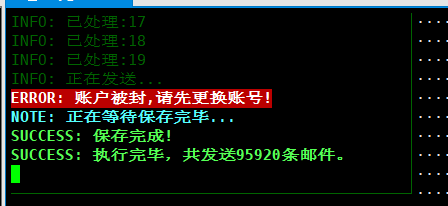 INFO: 已处理:17
INFO: 已处理:18
INFO: 已处理:19
INFO: 正在发送...
ERROR: 账户被封,请先更换账号!
NOTE: 正在等待保存完毕...
SUCCESS: 保存完成!
SUCCESS: 执行完毕, 共发送95920条邮件。